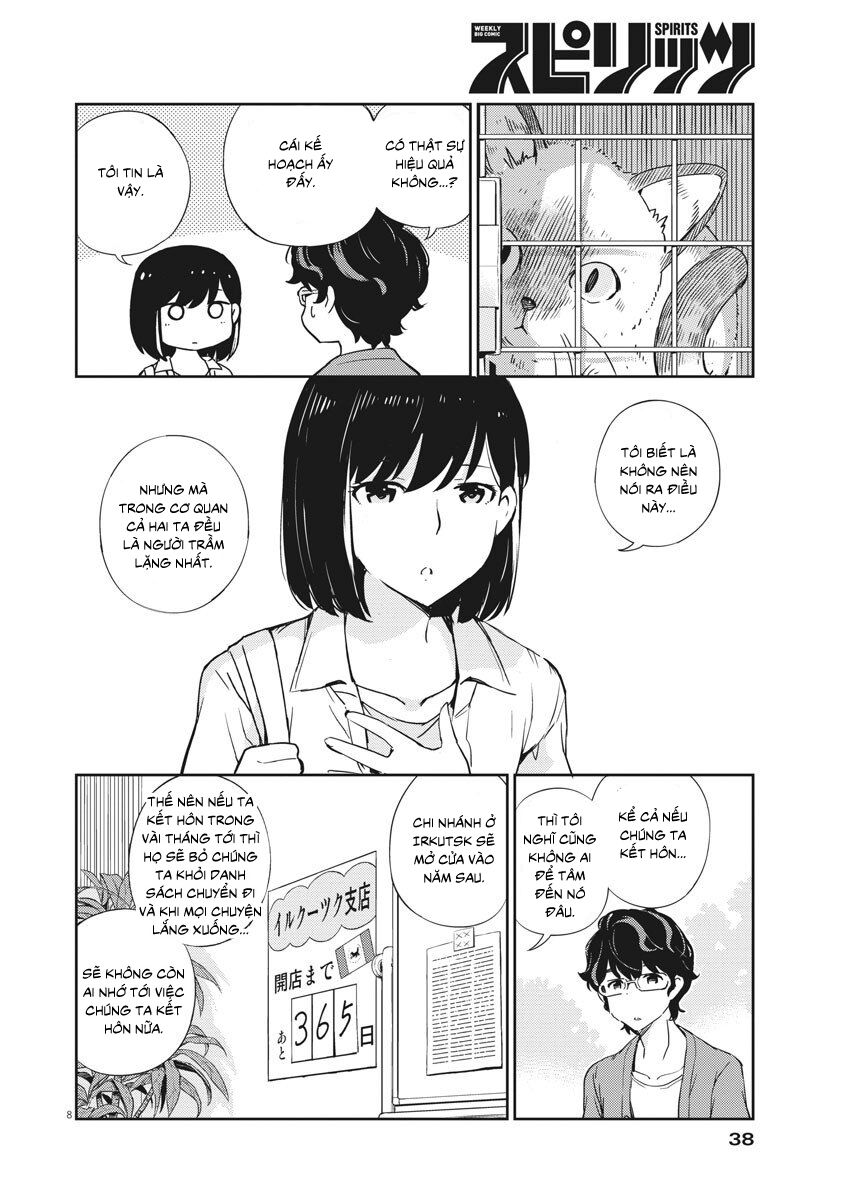 WEEKLY
BIG COMIC
SPIRITS
スピリッツ
CÓ THẬT SỰ
HIỆU QUẢ
KHÔNG...?
CÁI KẾ
HOẠCH ẤY
ĐẤY.
TÔI TIN LÀ
VẬY.
TÔI BIẾT LÀ
KHÔNG NÊN
NÓI RA ĐIỀU
NÀY...
NHƯNG MÀ
TRONG CƠ QUAN
CẢ HAI TA ĐỀU
LÀ NGƯỜI TRẦM
LẶNG NHẤT.
KỂ CẢ NẾU
CHÚNG TA
KẾT HÔN...
THÌ TÔI
NGHĨ CŨNG
KHÔNG AI
ĐỂ TÂM
ĐẾN NÓ
ĐÂU.
CHI NHÁNH Ở
IRKUTSK SẼ
MỞ CỬA VÀO
NĂM SAU.
THẾ NÊN NẾU TA
KẾT HÔN TRONG
VÀI THÁNG TỚI THÌ
HỌ SẼ BỎ CHÚNG
TA KHỎI DANH
SÁCH CHUYỂN ĐI
VÀ KHI MỌI CHUYỆN
LẮNG XUỐNG...
SẼ KHÔNG CÒN
AI NHỚ TỚI VIỆC
CHÚNG TA KẾT
HÔN NỮA.
イルクーツク支店
開店まで
あと
365日
8
38